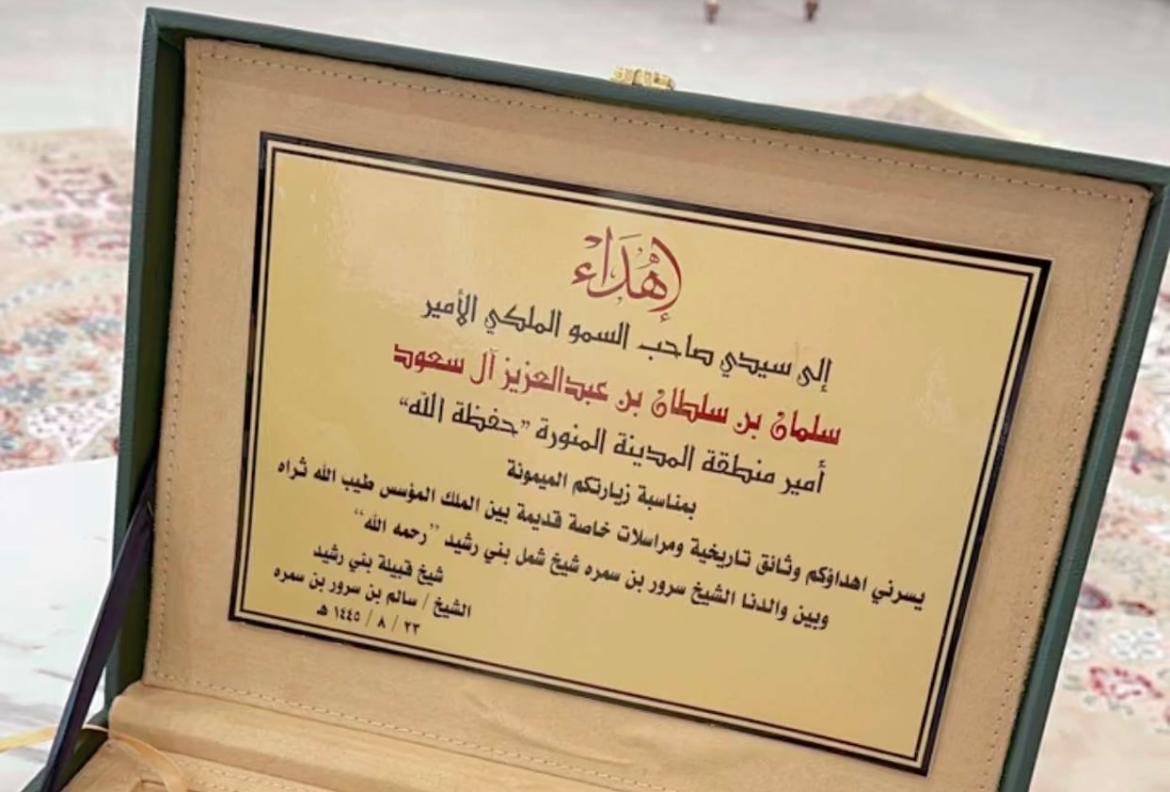 إهداء
إلى سيدي صاحب السمو الملكي الأمير
سلمان بن سلطان بن عبدالعزيز آل سعود
أمير منطقة المدينة المنورة "حفظة الله"
بمناسبة زيارتكم الميمونة
يسرني اهداؤكم وثائق تاريخية ومراسلات خاصة قديمة بين الملك المؤسس طيب الله ثراه
وبين والدنا الشيخ سرور بن سمره شيخ شمل بني رشيد "رحمه الله"
شيخ قبيلة بني رشيد
الشيخ / سالم بن سرور بن سمره
٢٣ / ٨ / ١٤٤٥ هـ